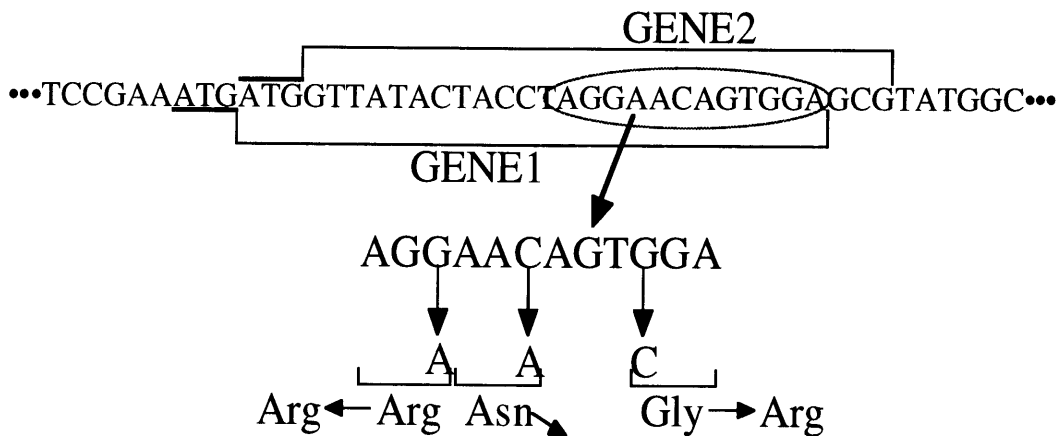 GENE2
•••TCCGAAATGATGGTTATACTACCTAGGAACAGTGGAGCGTATGGC•••
GENE1
AGGAACAGTGGA
A A C
Arg Arg Asn Gly Arg